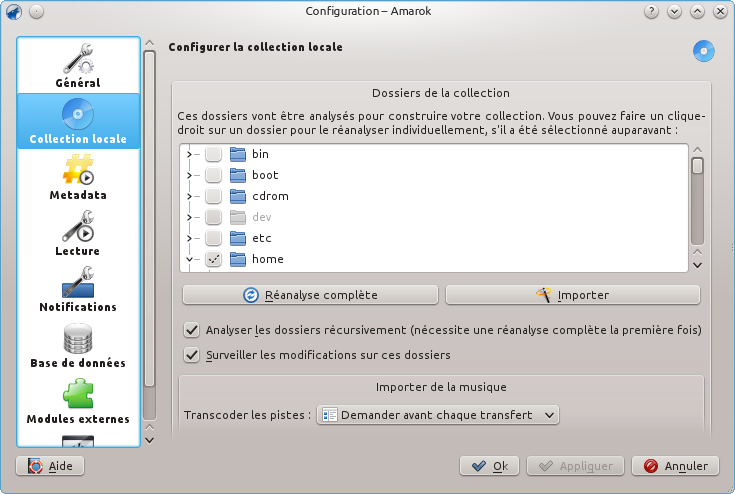 Configuration – Amarok
Général
Collection locale
Metadata
Lecture
Notifications
Base de données
Modules externes
Configurer la collection locale
Dossiers de la collection
Ces dossiers vont être analysés pour construire votre collection. Vous pouvez faire un clique-
droit sur un dossier pour le réanalyser individuellement, s'il a été sélectionné auparavant :
bin
boot
cdrom
dev
etc
home
Réanalyse complète
Importer
Analyser les dossiers récursivement (nécessite une réanalyse complète la première fois)
Surveiller les modifications sur ces dossiers
Importer de la musique
Transcoder les pistes : Demander avant chaque transfert
Aide
Ok
Appliquer
Annuler